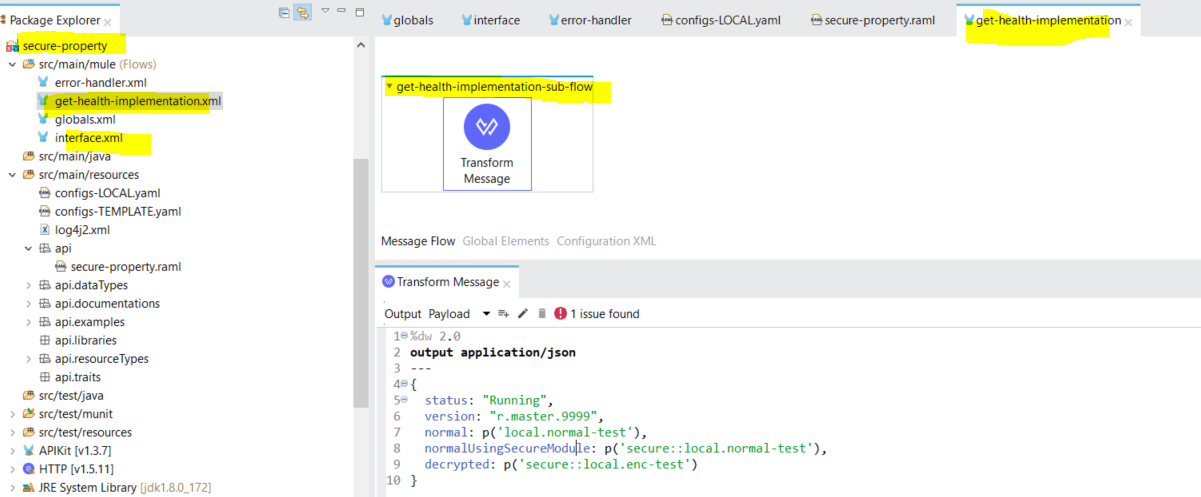 Package Explorer
secure-property
src/main/mule (Flows)
error-handler.xml
get-health-implementation.xml
globals.xml
interface.xml
src/main/java
src/main/resources
configs-LOCAL.yaml
configs-TEMPLATE.yaml
log4j2.xml
api
secure-property.raml
api.dataTypes
api.documentations
api.examples
api.libraries
api.resourceTypes
api.traits
src/test/java
src/test/munit
src/test/resources
APIKit [v1.3.7]
HTTP [v1.5.11]
JRE System Library [jdk1.8.0_172]
globals
interface
error-handler
configs-LOCAL.yaml
secure-property.raml
get-health-implementation
get-health-implementation-sub-flow
Transform
Message
Message Flow Global Elements Configuration XML
Transform Message
Output Payload 1 issue found
1 %dw 2.0
2 output application/json
3 ---
4 {
5 status: "Running",
6 version: "r.master.9999",
7 normal: p('local.normal-test'),
8 normalUsingSecureModule: p('secure::local.normal-test'),
9 decrypted: p('secure::local.enc-test')
10 }